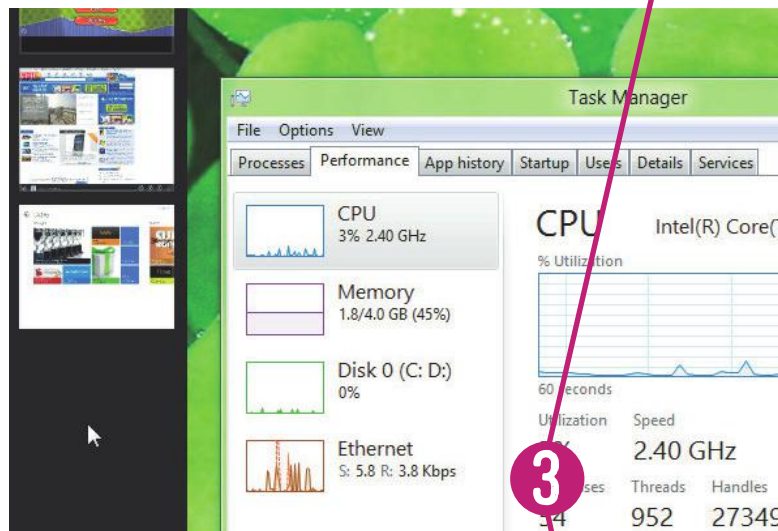 Task Manager
File Options View
Processes Performance App history Startup Users Details Services
CPU
3% 2.40 GHz
Memory
1.8/4.0 GB (45%)
Disk 0 (C: D:)
0%
Ethernet
S: 5.8 R: 3.8 Kbps
CPU Intel(R) Core(
% Utilization
60 seconds
Utilization Speed
2.40 GHz
3
Threads Handles
54 952 27349